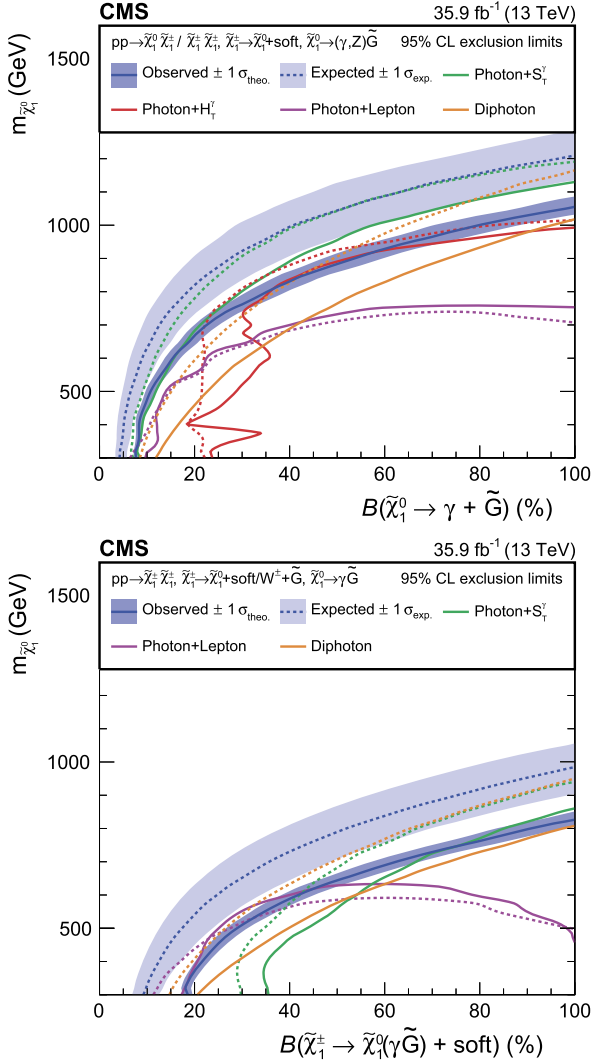 CMS 35.9 fb⁻¹ (13 TeV)
pp→χ̃₁⁰ χ̃₁± / χ̃₁± χ̃₁±, χ̃₁±→χ̃₁⁰+soft, χ̃₁⁰→(γ,Z)G̃ 95% CL exclusion limits
Observed ± 1 σtheo. Expected ± 1 σexp. Photon+S_T^γ
Photon+H_T^γ Photon+Lepton Diphoton
m_χ̃₁⁰ (GeV)
1500
1000
500
0 20 40 60 80 100
B(χ̃₁⁰ → γ + G̃) (%)
CMS 35.9 fb⁻¹ (13 TeV)
pp→χ̃₁± χ̃₁±, χ̃₁±→χ̃₁⁰+soft/W±+G̃, χ̃₁⁰→γG̃ 95% CL exclusion limits
Observed ± 1 σtheo. Expected ± 1 σexp. Photon+S_T^γ
Photon+Lepton Diphoton
m_χ̃₁⁰ (GeV)
1500
1000
500
0 20 40 60 80 100
B(χ̃₁± → χ̃₁⁰(γG̃) + soft) (%)